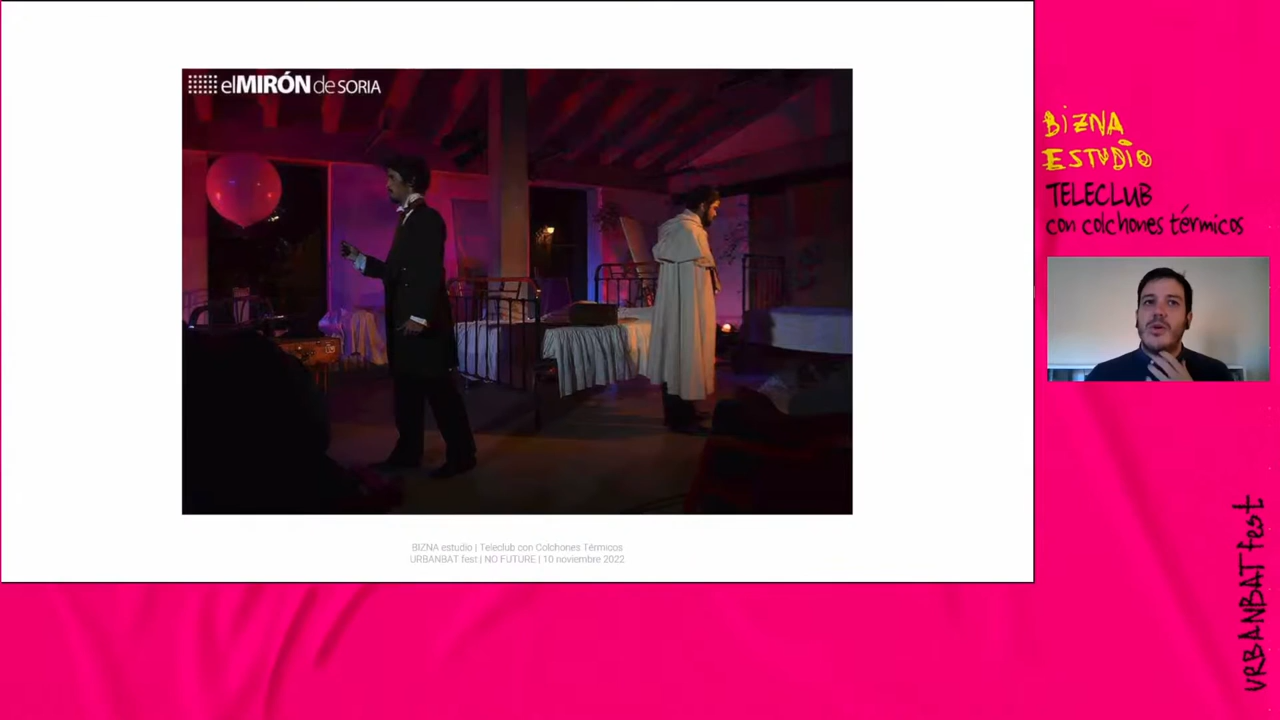 elMIRÓN de SORIA
BIZNA estudio | Teleclub con Colchones Térmicos
URBANBAT fest | NO FUTURE | 10 noviembre 2022
BIZNA
ESTUDIO
TELECLUB
con colchones térmicos
URBANBAT fest